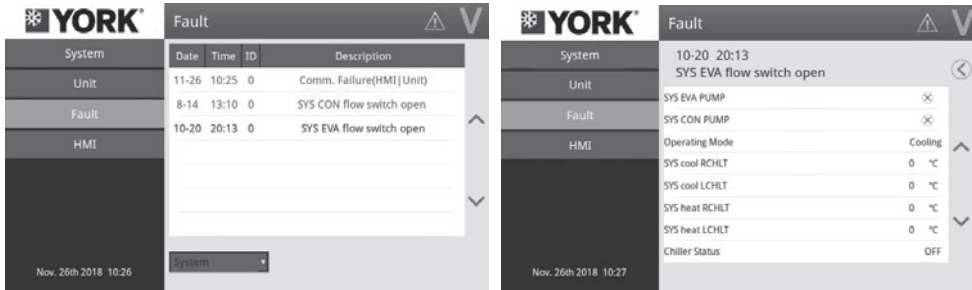 YORK
Fault
V
System
Unit
Fault
HMI
Date Time ID Description
11-26 10:25 0 Comm. Failure(HMI|Unit)
8-14 13:10 0 SYS CON flow switch open
10-20 20:13 0 SYS EVA flow switch open
System
Nov. 26th 2018 10:26
YORK
Fault
V
System
Unit
Fault
HMI
10-20 20:13
SYS EVA flow switch open
SYS EVA PUMP
SYS CON PUMP
Operating Mode Cooling
SYS cool RCHLT 0 ℃
SYS cool LCHLT 0 ℃
SYS heat RCHLT 0 ℃
SYS heat LCHLT 0 ℃
Chiller Status OFF
Nov. 26th 2018 10:27